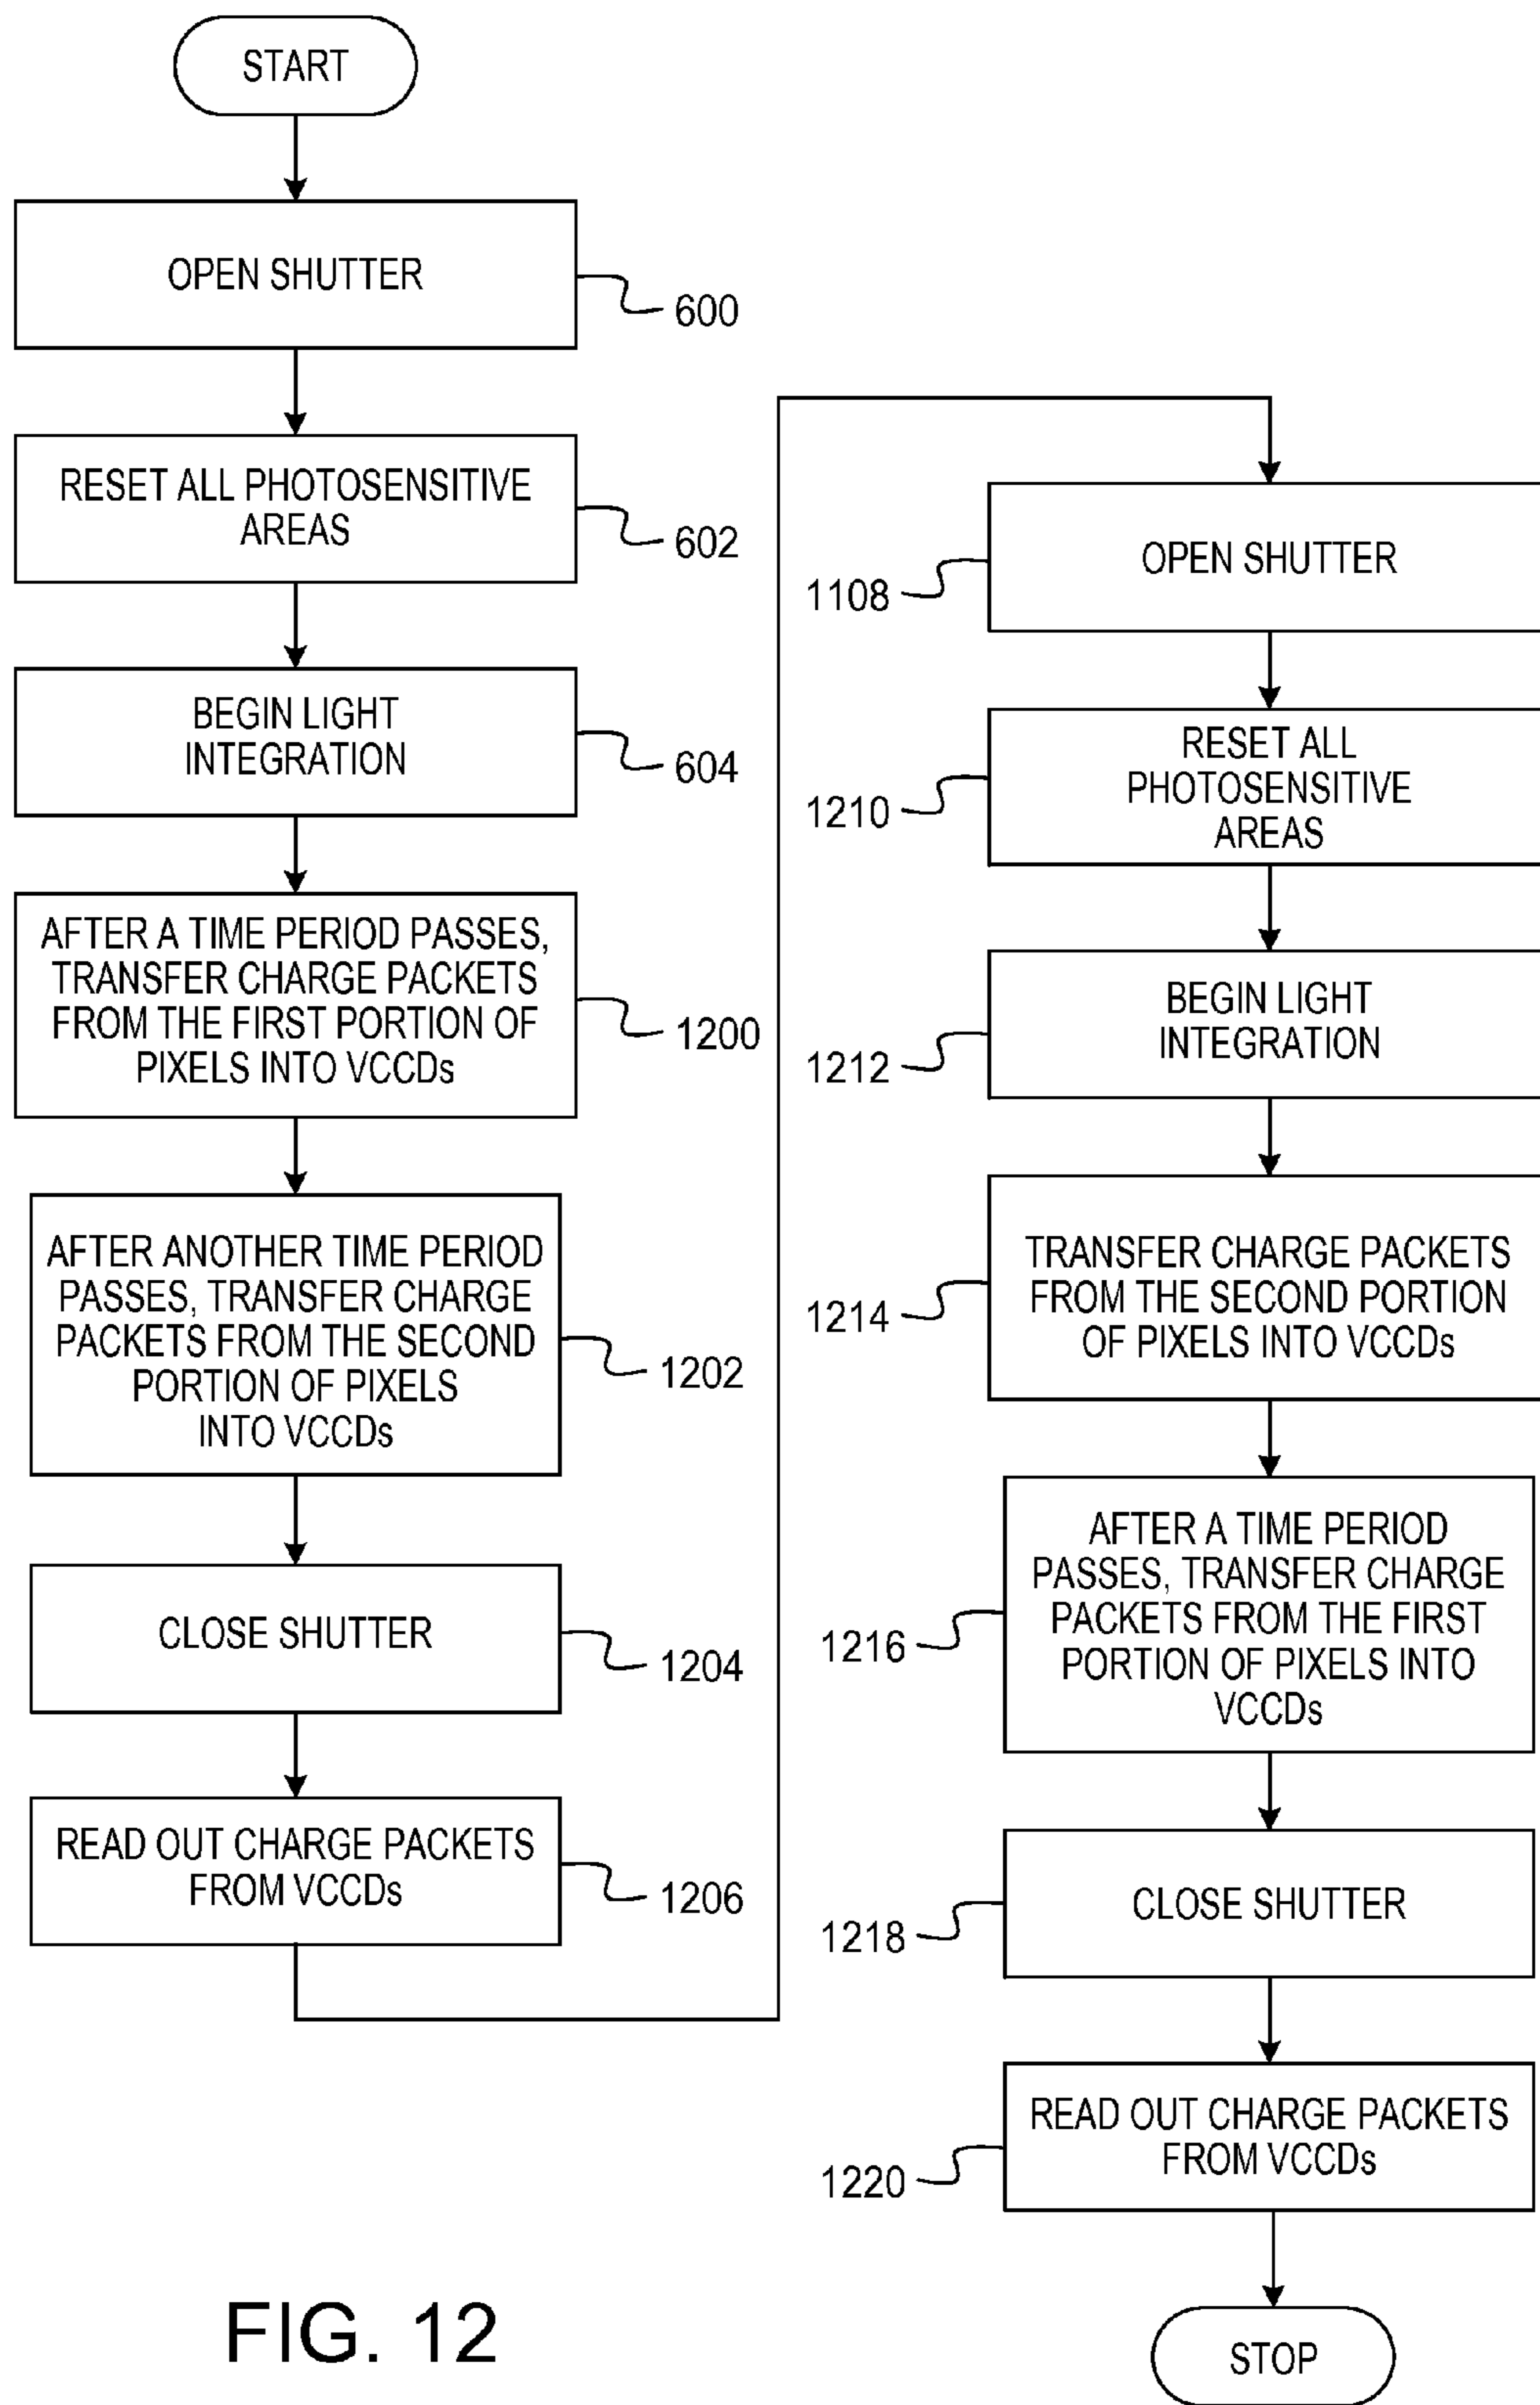 START
OPEN SHUTTER
600
RESET ALL PHOTOSENSITIVE
AREAS
602
BEGIN LIGHT
INTEGRATION
604
AFTER A TIME PERIOD PASSES,
TRANSFER CHARGE PACKETS
FROM THE FIRST PORTION OF
PIXELS INTO VCCDs
1200
AFTER ANOTHER TIME PERIOD
PASSES, TRANSFER CHARGE
PACKETS FROM THE SECOND
PORTION OF PIXELS
INTO VCCDs
1202
CLOSE SHUTTER
1204
READ OUT CHARGE PACKETS
FROM VCCDs
1206
OPEN SHUTTER
1108
RESET ALL
PHOTOSENSITIVE
AREAS
1210
BEGIN LIGHT
INTEGRATION
1212
TRANSFER CHARGE PACKETS
FROM THE SECOND PORTION
OF PIXELS INTO VCCDs
1214
AFTER A TIME PERIOD
PASSES, TRANSFER CHARGE
PACKETS FROM THE FIRST
PORTION OF PIXELS INTO
VCCDs
1216
CLOSE SHUTTER
1218
READ OUT CHARGE PACKETS
FROM VCCDs
1220
STOP
FIG. 12